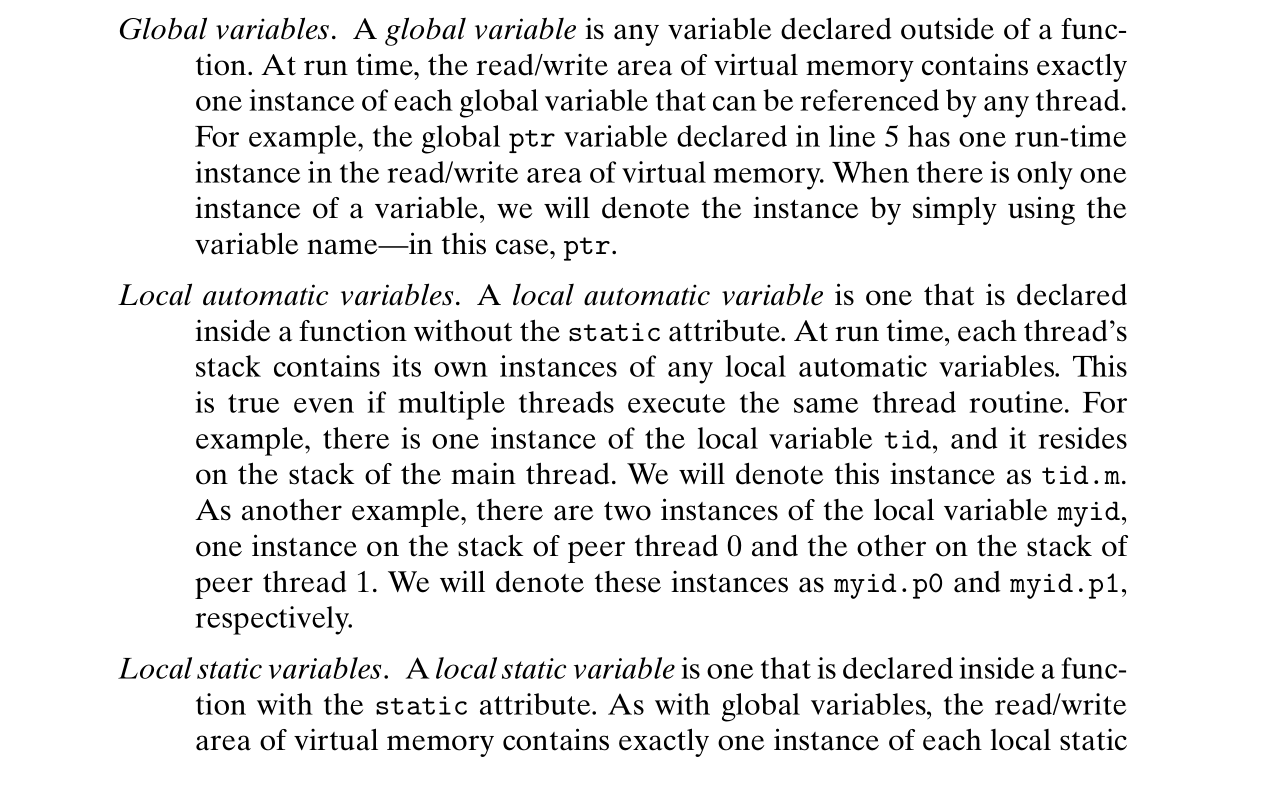 Global variables. A global variable is any variable declared outside of a func-
tion. At run time, the read/write area of virtual memory contains exactly
one instance of each global variable that can be referenced by any thread.
For example, the global ptr variable declared in line 5 has one run-time
instance in the read/write area of virtual memory. When there is only one
instance of a variable, we will denote the instance by simply using the
variable name—in this case, ptr.
Local automatic variables. A local automatic variable is one that is declared
inside a function without the static attribute. At run time, each thread’s
stack contains its own instances of any local automatic variables. This
is true even if multiple threads execute the same thread routine. For
example, there is one instance of the local variable tid, and it resides
on the stack of the main thread. We will denote this instance as tid.m.
As another example, there are two instances of the local variable myid,
one instance on the stack of peer thread 0 and the other on the stack of
peer thread 1. We will denote these instances as myid.p0 and myid.p1,
respectively.
Local static variables. A local static variable is one that is declared inside a func-
tion with the static attribute. As with global variables, the read/write
area of virtual memory contains exactly one instance of each local static